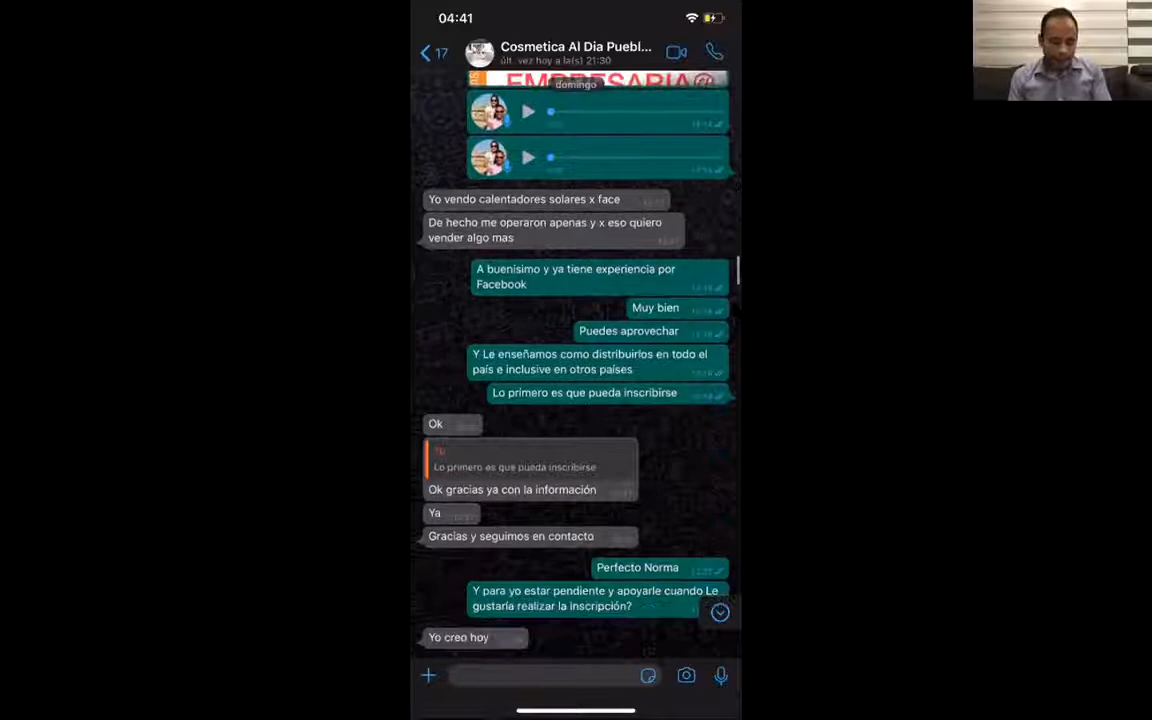 04:41
17
Cosmetica Al Dia Puebl...
últ. vez hoy a la(s) 21:30
EMPRESARIA@
domingo
Yo vendo calentadores solares x face
De hecho me operaron apenas y x eso quiero
vender algo mas
A buenísimo y ya tiene experiencia por
Facebook
Muy bien
Puedes aprovechar
Y Le enseñamos como distribuirlos en todo el
país e inclusive en otros países
Lo primero es que pueda inscribirse
Ok
Tú
Lo primero es que pueda inscribirse
Ok gracias ya con la información
Ya
Gracias y seguimos en contacto
Perfecto Norma
Y para yo estar pendiente y apoyarle cuando Le
gustaría realizar la inscripción?
Yo creo hoy